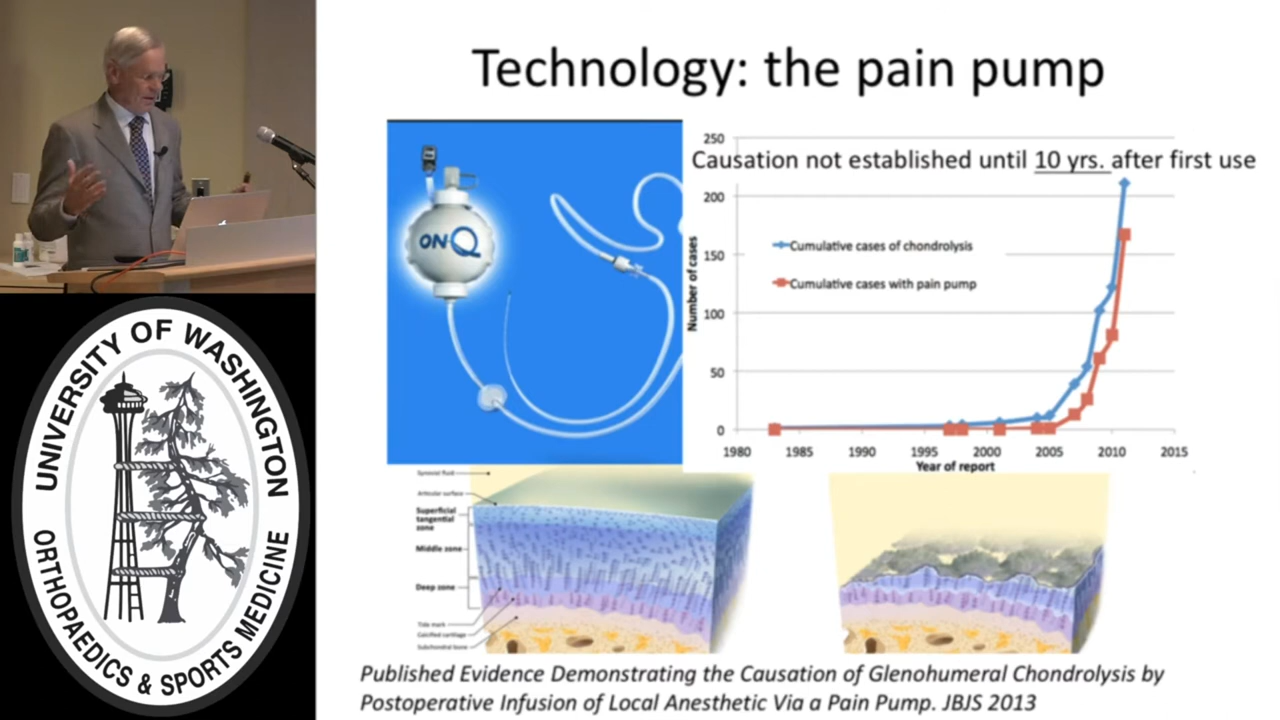 Technology: the pain pump
ON-Q
250
Causation not established until 10 yrs. after first use
200
Cumulative cases of chondrolysis
150
Cumulative cases with pain pump
100
50
0
Number of cases
1980 1985 1990 1995 2000 2005 2010 2015
Year of report
Synovial fluid
Articular surface
Superficial
tangential
zone
Middle zone
Deep zone
Tide mark
Calcified cartilage
Subchondral bone
Published Evidence Demonstrating the Causation of Glenohumeral Chondrolysis by
Postoperative Infusion of Local Anesthetic Via a Pain Pump. JBJS 2013
UNIVERSITY OF WASHINGTON
ORTHOPAEDICS & SPORTS MEDICINE